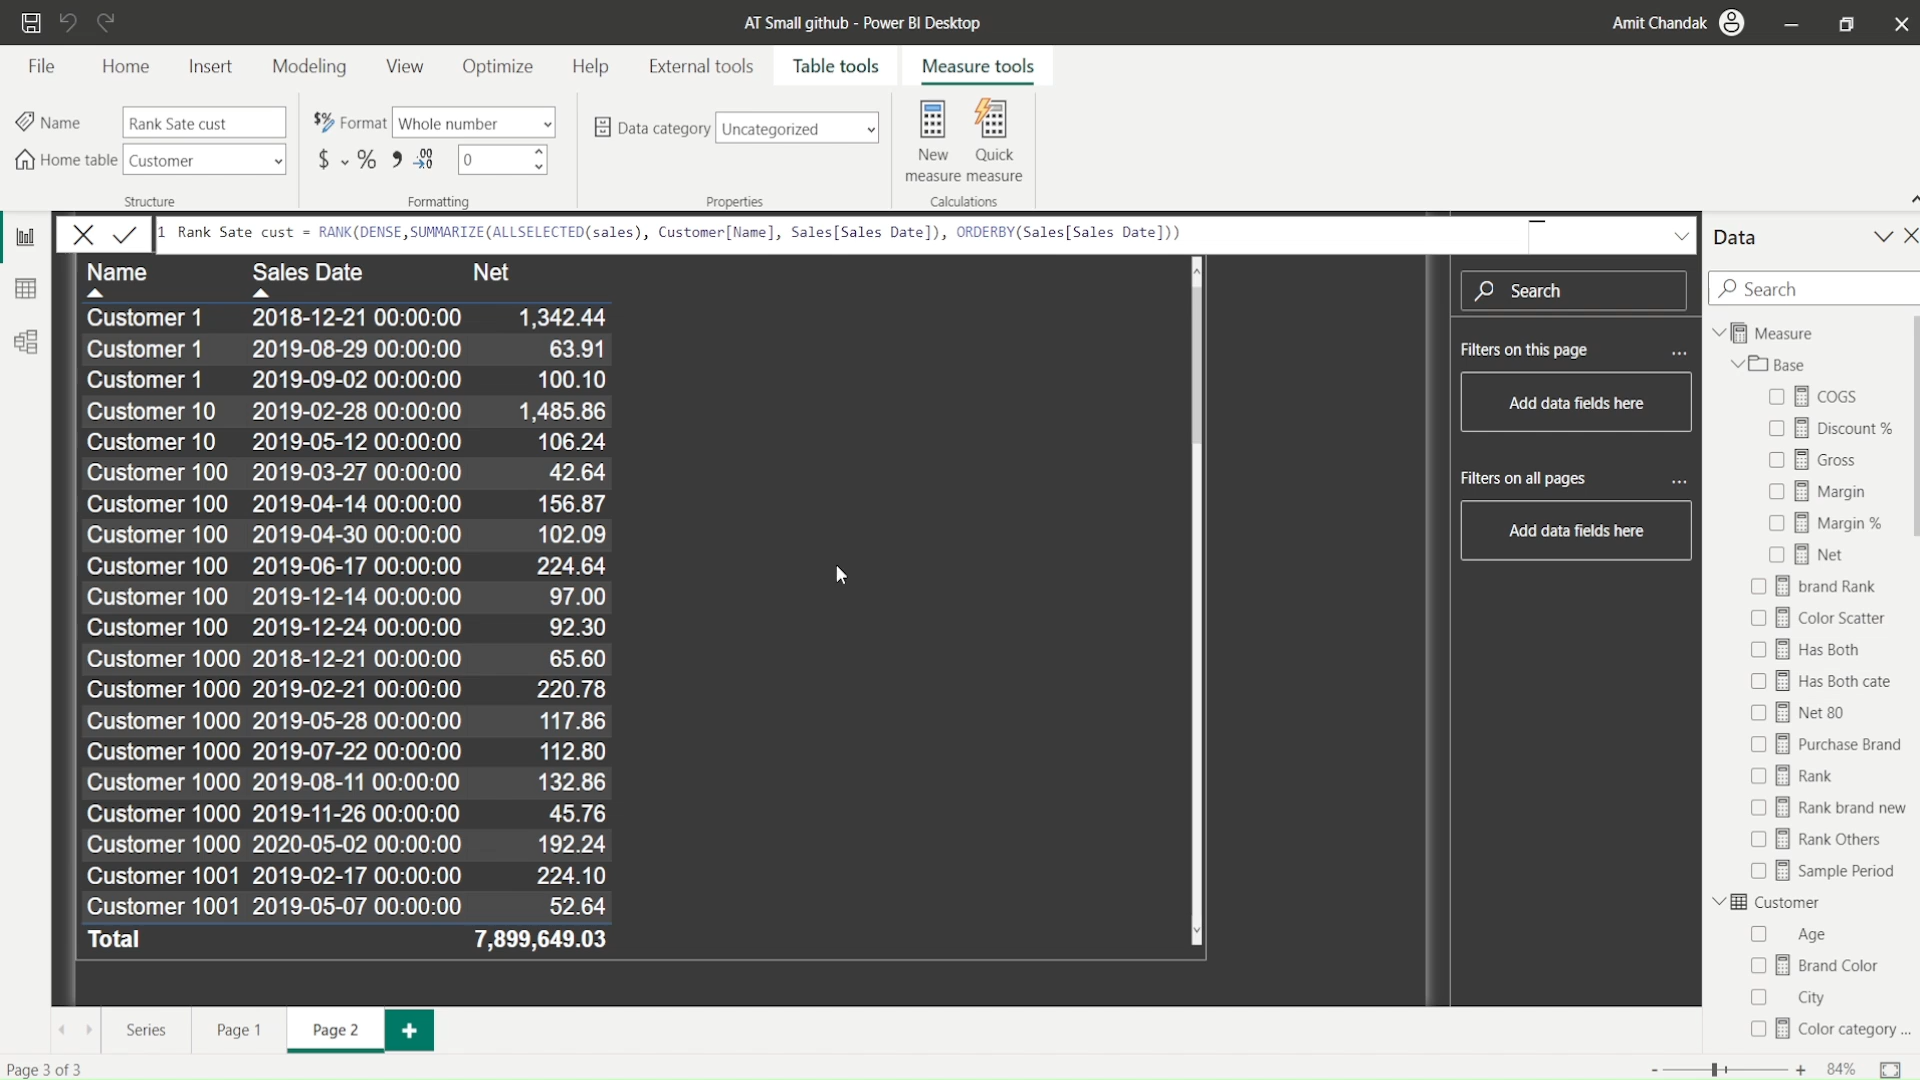 AT Small github - Power BI Desktop
Amit Chandak
File Home Insert Modeling View Optimize Help External tools Table tools Measure tools
Name Rank Sate cust
Home table Customer
Structure
$% Format Whole number
$ % 9 .00 0
Formatting
Data category Uncategorized
Properties
New measure
Quick measure
Calculations
1 Rank Sate cust = RANK(DENSE,SUMMARIZE(ALLSELECTED(sales), Customer[Name], Sales[Sales Date]), ORDERBY(Sales[Sales Date]))
Name Sales Date Net
Customer 1 2018-12-21 00:00:00 1,342.44
Customer 1 2019-08-29 00:00:00 63.91
Customer 1 2019-09-02 00:00:00 100.10
Customer 10 2019-02-28 00:00:00 1,485.86
Customer 10 2019-05-12 00:00:00 106.24
Customer 100 2019-03-27 00:00:00 42.64
Customer 100 2019-04-14 00:00:00 156.87
Customer 100 2019-04-30 00:00:00 102.09
Customer 100 2019-06-17 00:00:00 224.64
Customer 100 2019-12-14 00:00:00 97.00
Customer 100 2019-12-24 00:00:00 92.30
Customer 1000 2018-12-21 00:00:00 65.60
Customer 1000 2019-02-21 00:00:00 220.78
Customer 1000 2019-05-28 00:00:00 117.86
Customer 1000 2019-07-22 00:00:00 112.80
Customer 1000 2019-08-11 00:00:00 132.86
Customer 1000 2019-11-26 00:00:00 45.76
Customer 1000 2020-05-02 00:00:00 192.24
Customer 1001 2019-02-17 00:00:00 224.10
Customer 1001 2019-05-07 00:00:00 52.64
Total 7,899,649.03
Search
Filters on this page ...
Add data fields here
Filters on all pages ...
Add data fields here
Data
Search
Measure
Base
COGS
Discount %
Gross
Margin
Margin %
Net
brand Rank
Color Scatter
Has Both
Has Both cate
Net 80
Purchase Brand
Rank
Rank brand new
Rank Others
Sample Period
Customer
Age
Brand Color
City
Color category ...
Series Page 1 Page 2 +
Page 3 of 3
- + 84%